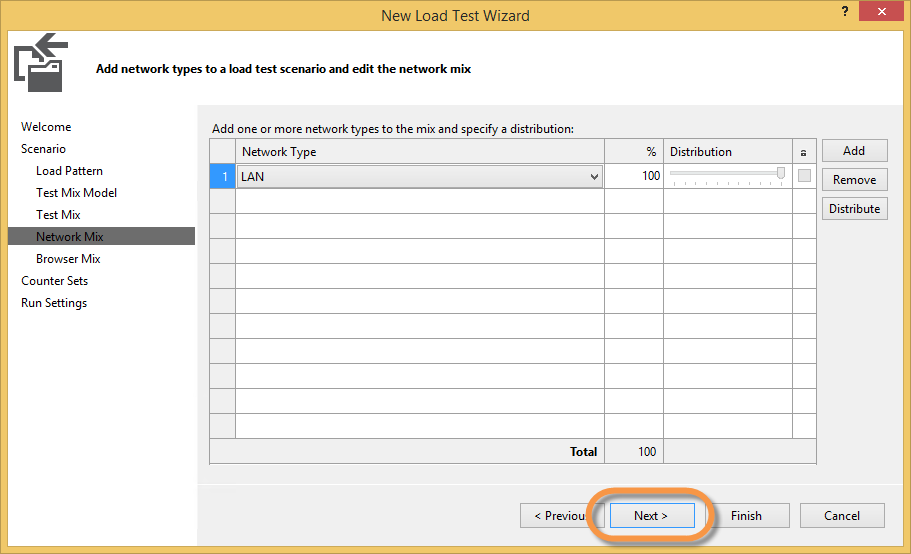 New Load Test Wizard
?
Add network types to a load test scenario and edit the network mix
Welcome
Scenario
Load Pattern
Test Mix Model
Test Mix
Network Mix
Browser Mix
Counter Sets
Run Settings
Add one or more network types to the mix and specify a distribution:
Network Type % Distribution
1 LAN 100
Total 100
Add
Remove
Distribute
< Previous Next > Finish Cancel